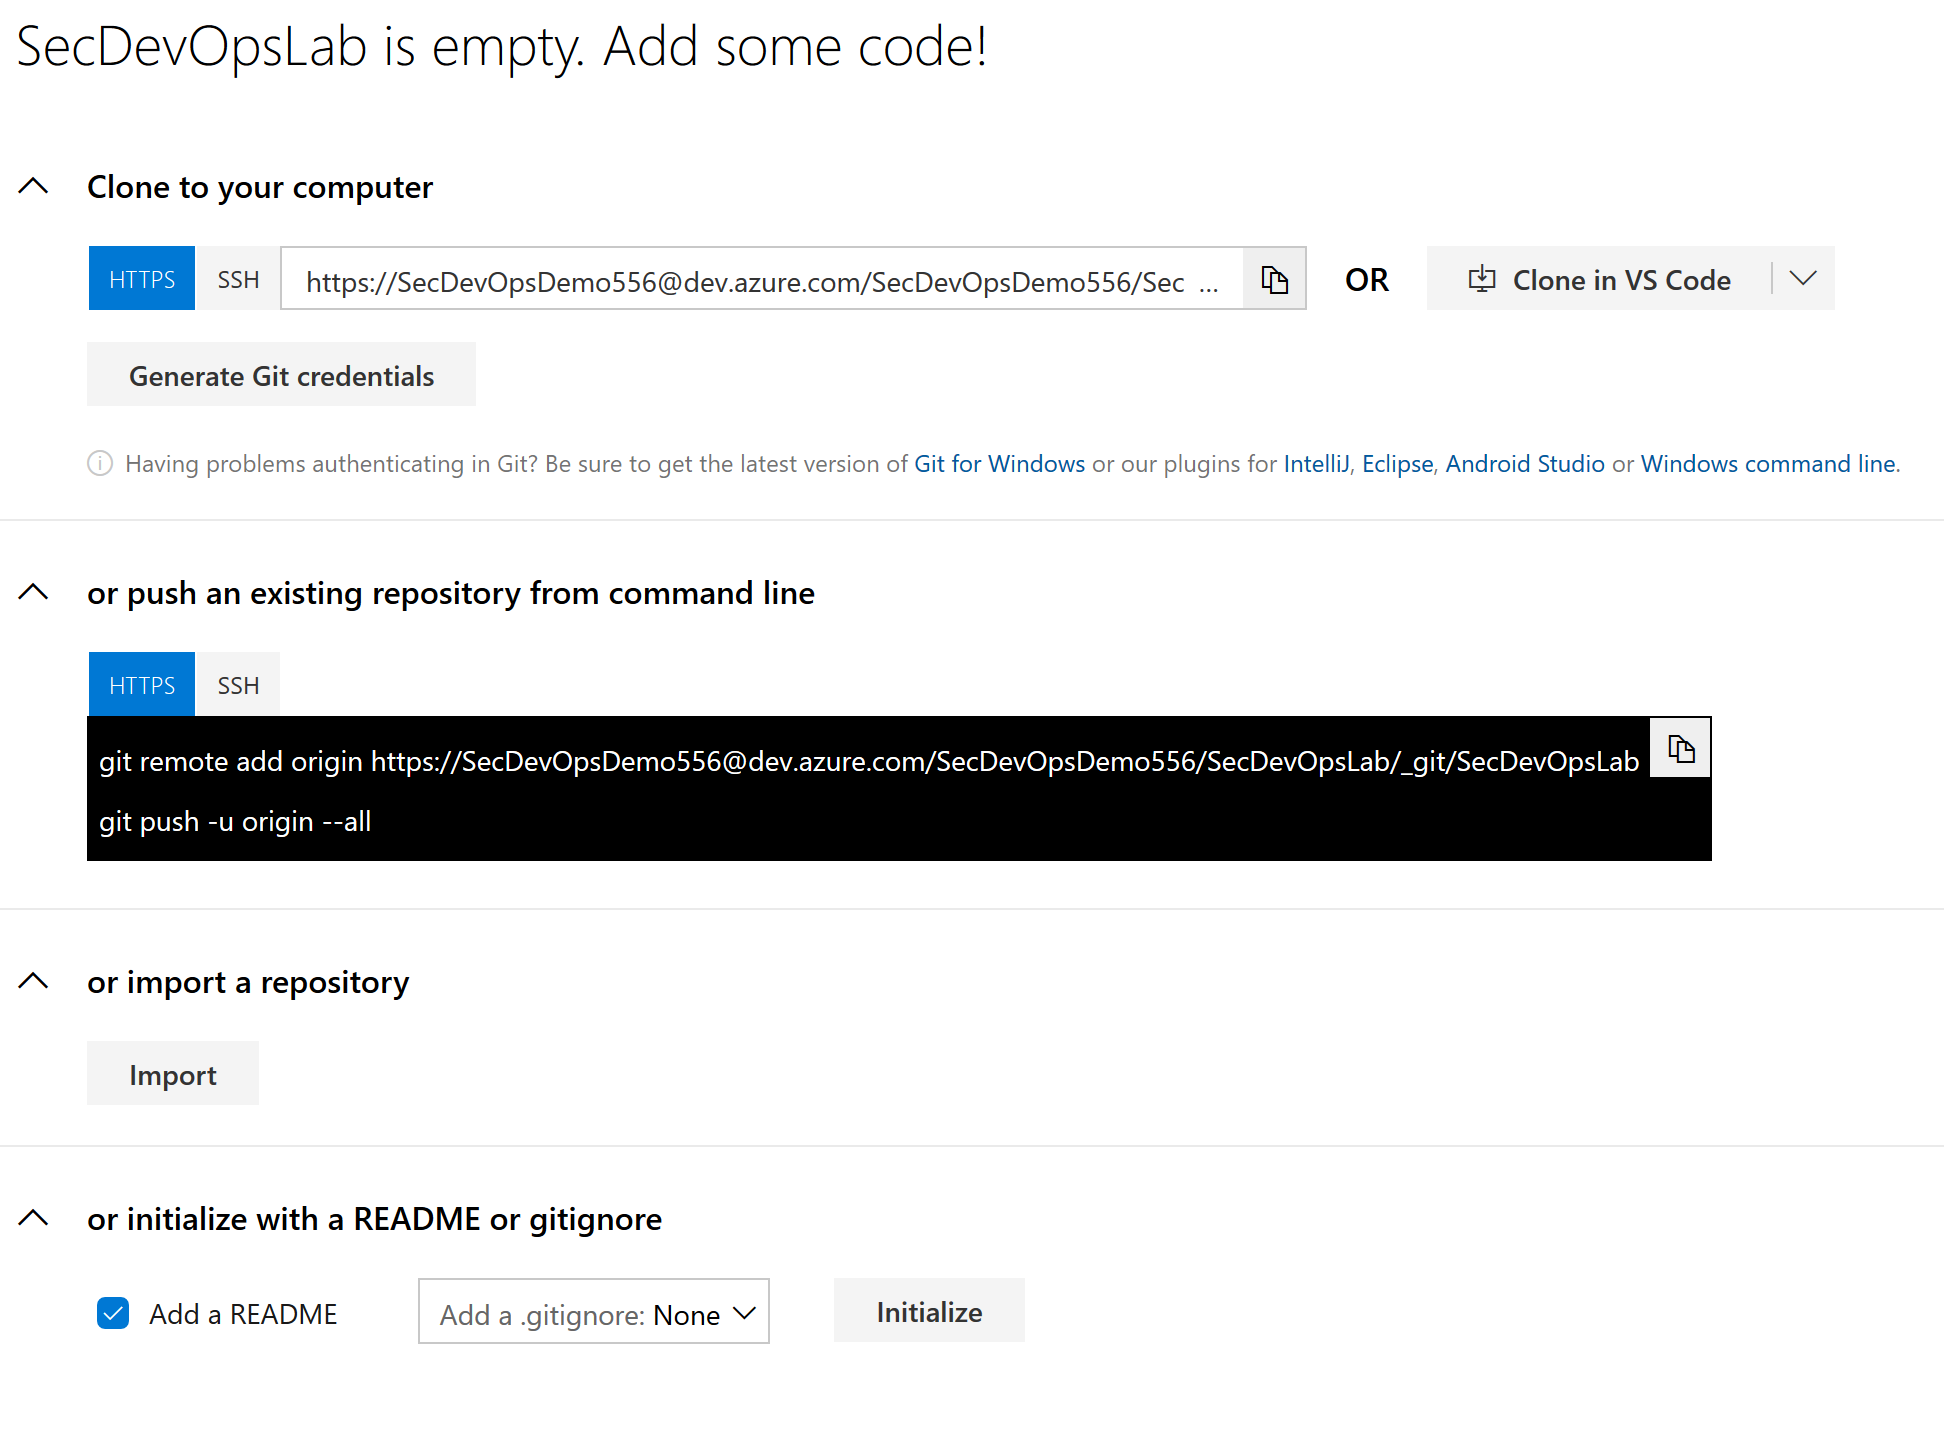 SecDevOpsLab is empty. Add some code!
Clone to your computer
HTTPS SSH https://SecDevOpsDemo556@dev.azure.com/SecDevOpsDemo556/Sec ... OR Clone in VS Code
Generate Git credentials
Having problems authenticating in Git? Be sure to get the latest version of Git for Windows or our plugins for IntelliJ, Eclipse, Android Studio or Windows command line.
or push an existing repository from command line
HTTPS SSH
git remote add origin https://SecDevOpsDemo556@dev.azure.com/SecDevOpsDemo556/SecDevOpsLab/_git/SecDevOpsLab
git push -u origin --all
or import a repository
Import
or initialize with a README or gitignore
Add a README Add a .gitignore: None Initialize